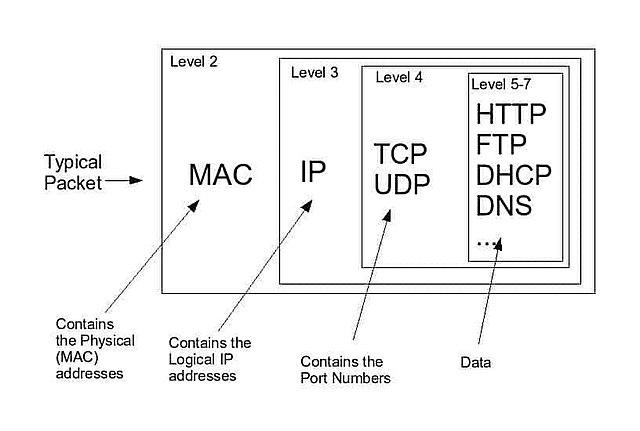 Level 2
Level 3
Level 4
Level 5-7
Typical
Packet
MAC
IP
TCP
UDP
HTTP
FTP
DHCP
DNS
...
Contains
the Physical
(MAC)
addresses
Contains the
Logical IP
addresses
Contains the
Port Numbers
Data